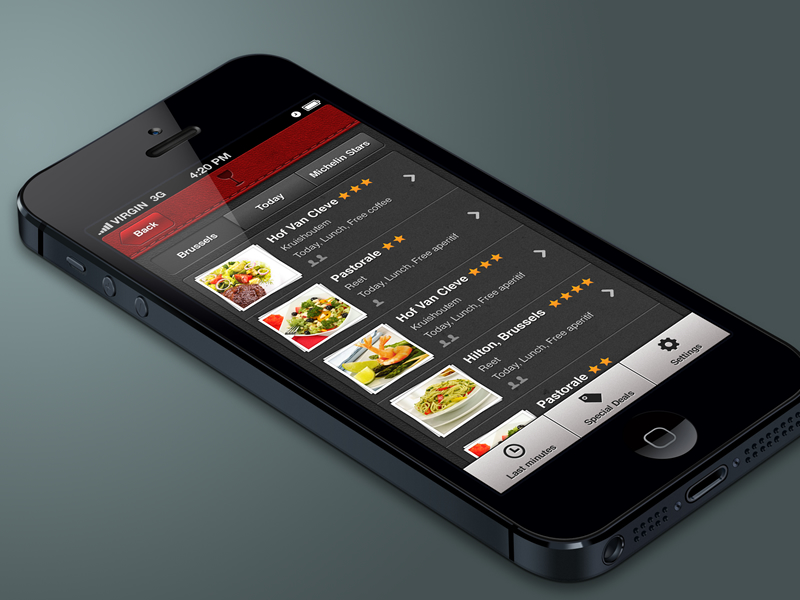 VIRGIN 3G 4:20 PM
Back
Brussels Today Michelin Stars
Hof Van Cleve
Kruishoutem
Today, Lunch, Free coffee
Pastorale
Reet
Today, Lunch, Free aperitif
Hof Van Cleve
Kruishoutem
Today, Lunch, Free aperitif
Hilton, Brussels
Reet
Today, Lunch, Free aperitif
Pastorale
Last minutes Special Deals Settings